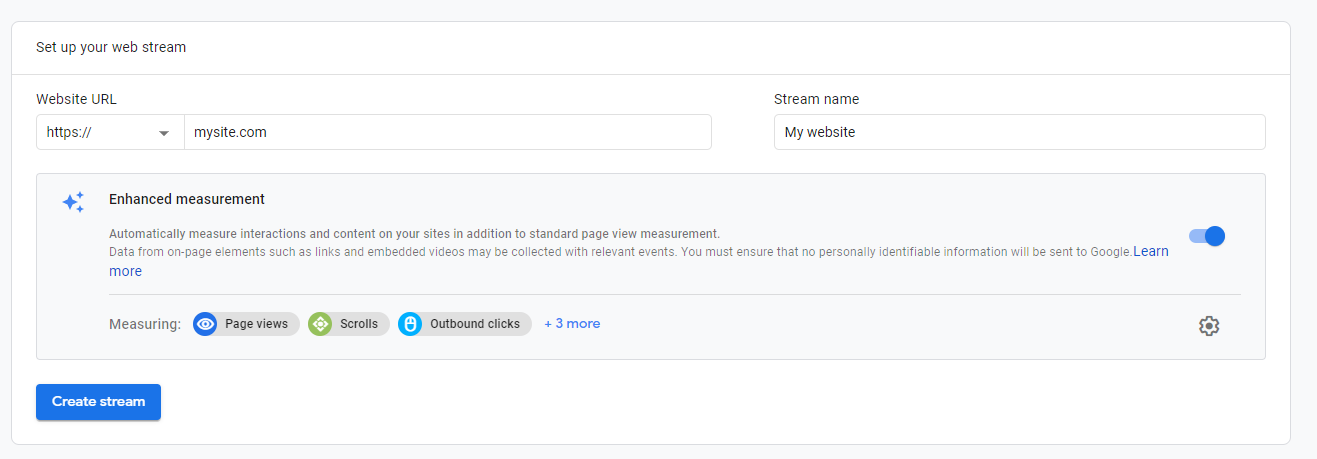 Set up your web stream
Website URL
Stream name
https://
mysite.com
My website
Enhanced measurement
Automatically measure interactions and content on your sites in addition to standard page view measurement.
Data from on-page elements such as links and embedded videos may be collected with relevant events. You must ensure that no personally identifiable information will be sent to Google.Learn
more
Measuring:
Page views
Scrolls
Outbound clicks
+ 3 more
Create stream